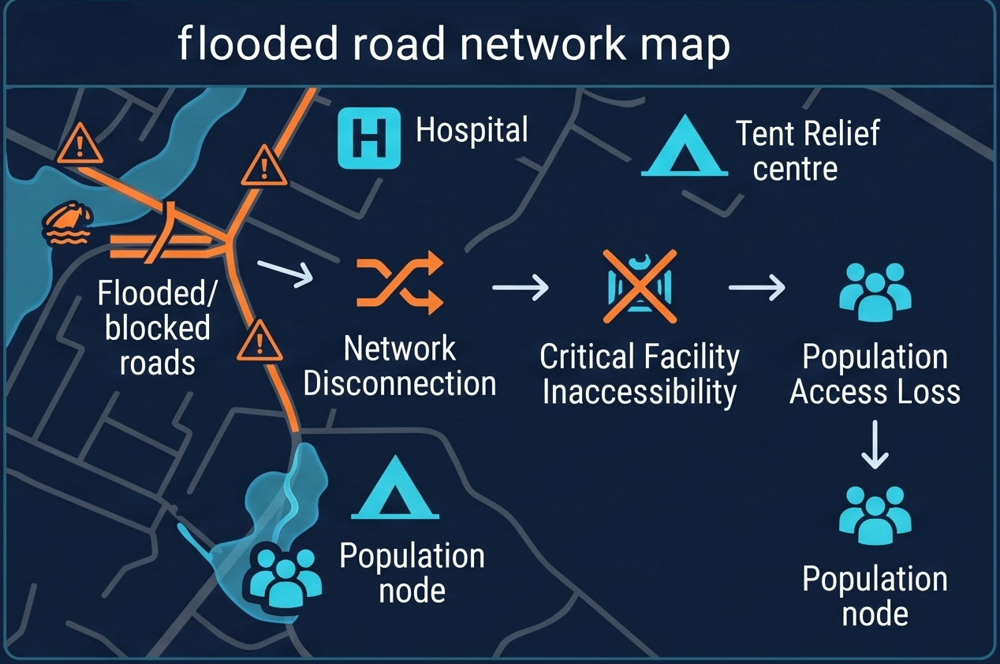 flooded road network map
Hospital
Tent Relief
centre
Flooded/
blocked
roads
Network
Disconnection
Critical Facility
Inaccessibility
Population
Access Loss
Population
node
Population
node